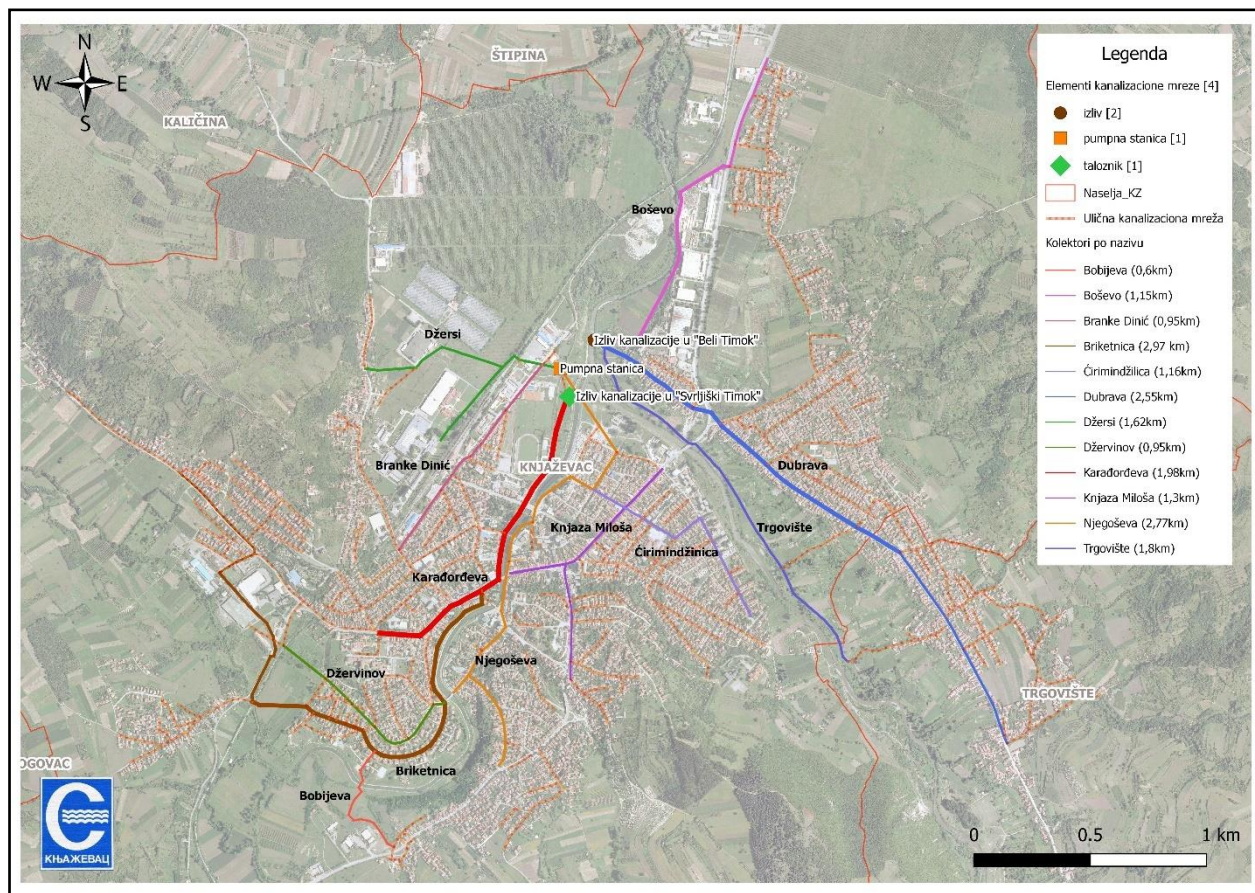 N
W E
S
ŠTIPINA
KALIČINA
Boševo
Izliv kanalizacije u "Beli Timok"
Džersi
Pumpna stanica
Izliv kanalizacije u "Svrljiški Timok"
Branke Dinić
KNJAŽEVAC
Dubrava
Knjaza Miloša
Trgovište
Ćirimindžinica
Karađorđeva
Njegoševa
Džervinov
TRGOVIŠTE
OGOVAC
Briketnica
Bobijeva
КЊАЖЕВАЦ
Legenda
Elementi kanalizacione mreze [4]
izliv [2]
pumpna stanica [1]
taloznik [1]
Naselja_KZ
Ulična kanalizaciona mreža
Kolektori po nazivu
Bobijeva (0,6km)
Boševo (1,15km)
Branke Dinić (0,95km)
Briketnica (2,97 km)
Ćirimindžilica (1,16km)
Dubrava (2,55km)
Džersi (1,62km)
Džervinov (0,95km)
Karađorđeva (1,98km)
Knjaza Miloša (1,3km)
Njegoševa (2,77km)
Trgovište (1,8km)
0 0.5 1 km